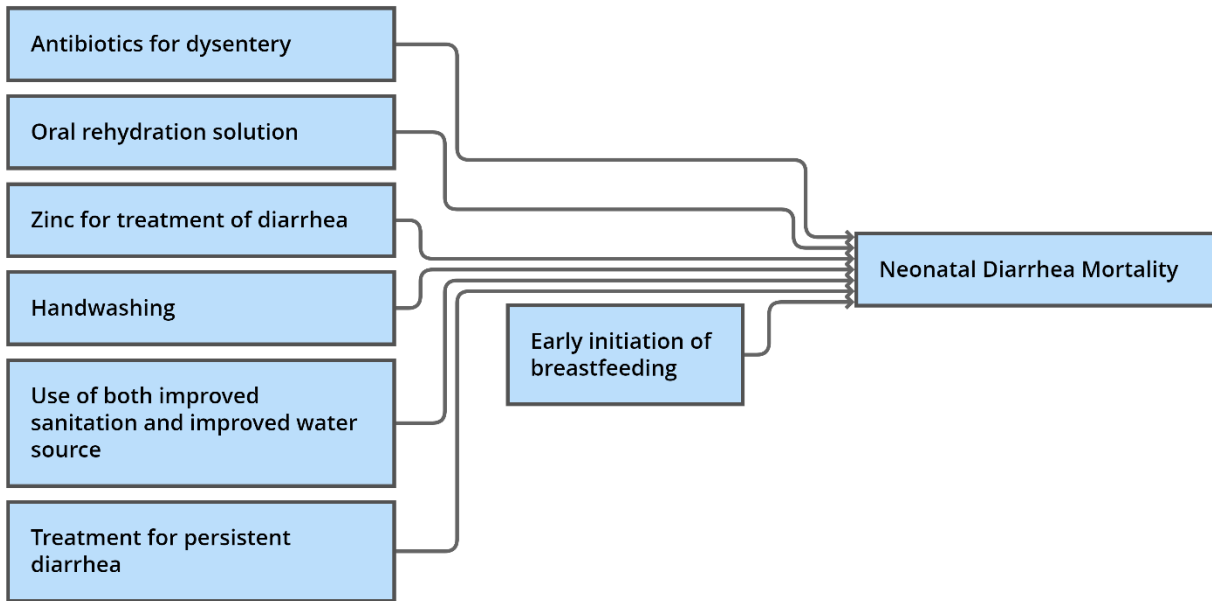 Antibiotics for dysentery
Oral rehydration solution
Zinc for treatment of diarrhea
Handwashing
Use of both improved
sanitation and improved water
source
Treatment for persistent
diarrhea
Early initiation of
breastfeeding
Neonatal Diarrhea Mortality